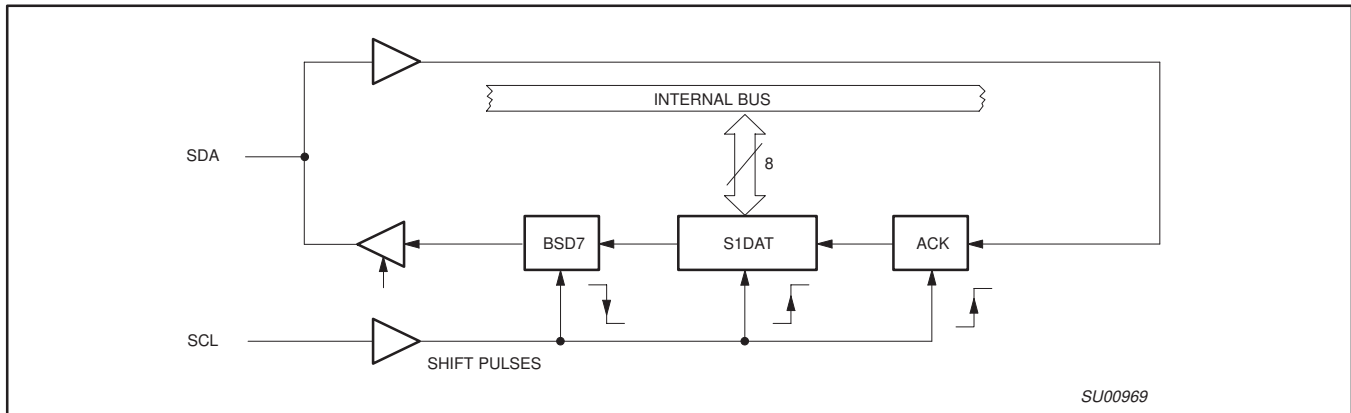 INTERNAL BUS
SDA
8
BSD7
S1DAT
ACK
SCL
SHIFT PULSES
SU00969